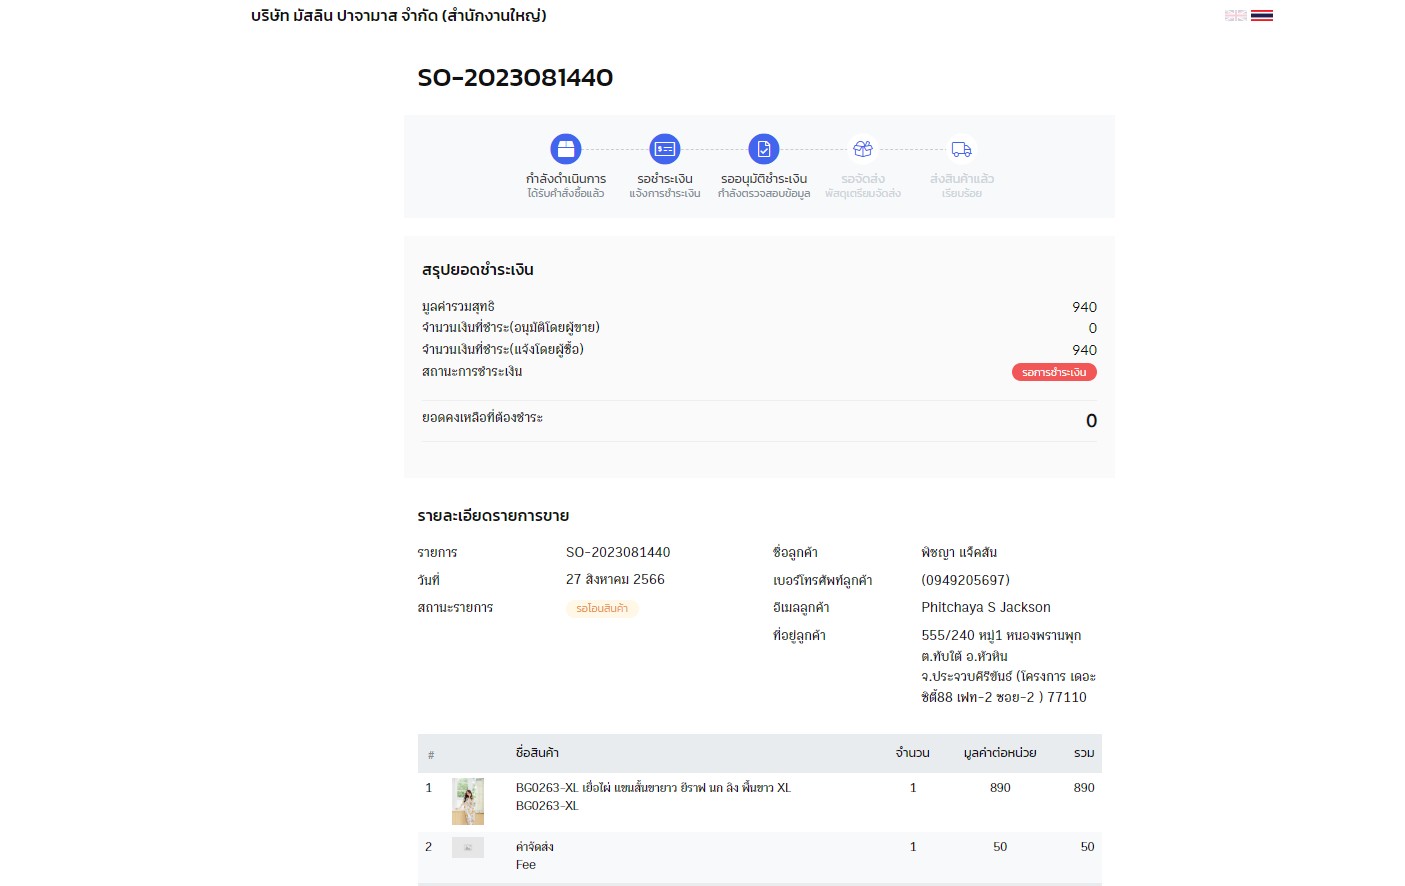 บริษัท มัสลิน ปาจามาส จำกัด (สำนักงานใหญ่)
SO-2023081440
กำลังดำเนินการ
ได้รับคำสั่งซื้อแล้ว
รอชำระเงิน
แจ้งการชำระเงิน
รออนุมัติชำระเงิน
กำลังตรวจสอบข้อมูล
รอจัดส่ง
พัสดุเตรียมจัดส่ง
ส่งสินค้าแล้ว
เรียบร้อย
สรุปยอดชำระเงิน
มูลค่ารวมสุทธิ 940
จำนวนเงินที่ชำระ(อนุมัติโดยผู้ขาย) 0
จำนวนเงินที่ชำระ(แจ้งโดยผู้ซื้อ) 940
สถานะการชำระเงิน รอการชำระเงิน
ยอดคงเหลือที่ต้องชำระ 0
รายละเอียดรายการขาย
รายการ SO-2023081440
วันที่ 27 สิงหาคม 2566
สถานะรายการ รอโอนสินค้า
ชื่อลูกค้า พิชญา แจ็คสัน
เบอร์โทรศัพท์ลูกค้า (0949205697)
อีเมลลูกค้า Phitchaya S Jackson
ที่อยู่ลูกค้า 555/240 หมู่1 หนองพรานพุก
ต.ทับใต้ อ.หัวหิน
จ.ประจวบคีรีขันธ์ (โครงการ เดอะ
ซิตี้88 เฟท-2 ซอย-2 ) 77110
# ชื่อสินค้า จำนวน มูลค่าต่อหน่วย รวม
1 BG0263-XL เยื่อไผ่ แขนสั้นขายาว ยีราฟ นก ลิง พื้นขาว XL 1 890 890
BG0263-XL
2 ค่าจัดส่ง 1 50 50
Fee